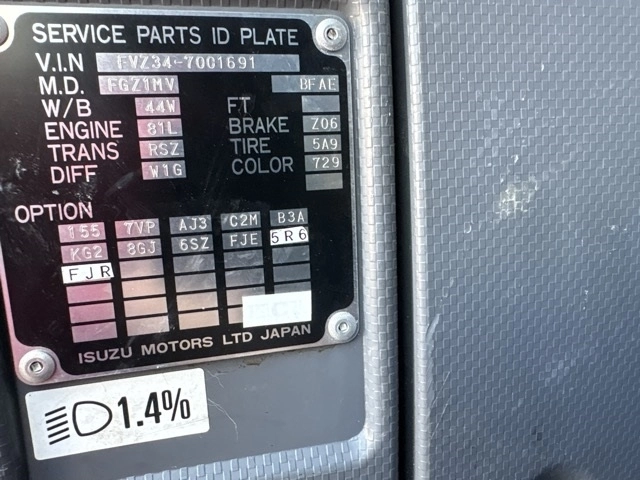 SERVICE PARTS ID PLATE
V.I.N FVZ34-7001691
M.D. FGZ1MV BFAE
W/B 44W F.T
ENGINE 81L BRAKE Z06
TRANS RSZ TIRE 5A9
DIFF W1G COLOR 729
OPTION
155 7VP AJ3 C2M B3A
KG2 8GJ 6SZ FJE 5R6
FJR
ISUZU MOTORS LTD JAPAN
1.4%